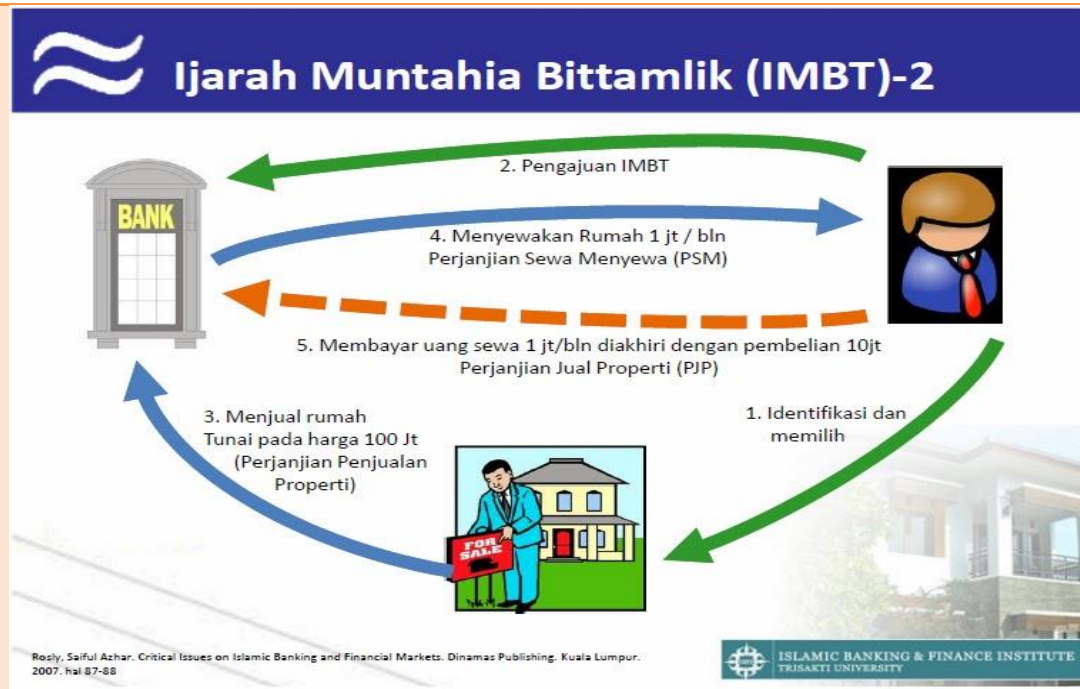 Ijarah Muntahia Bittamlik (IMBT)-2
2. Pengajuan IMBT
BANK
4. Menyewakan Rumah 1 jt / bln
Perjanjian Sewa Menyewa (PSM)
5. Membayar uang sewa 1 jt/bln diakhiri dengan pembelian 10jt
Perjanjian Jual Properti (PJP)
3. Menjual rumah
Tunai pada harga 100 Jt
(Perjanjian Penjualan
Properti)
1. Identifikasi dan
memilih
FOR
SALE
Rosly, Saiful Azhar. Critical Issues on Islamic Banking and Financial Markets. Dinamas Publishing. Kuala Lumpur.
2007. hal 87-88
ISLAMIC BANKING & FINANCE INSTITUTE
TRISAKTI UNIVERSITY